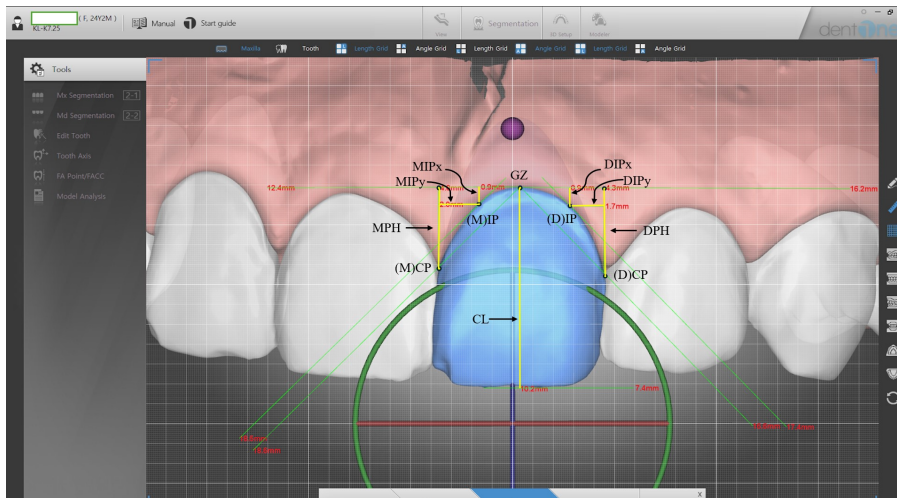 ( F, 24Y2M )
KL-K7.25
Manual
Start guide
View
Segmentation
3D Setup
Modeler
dentOne
Maxilla
Tooth
Length Grid
Angle Grid
Length Grid
Angle Grid
Length Grid
Angle Grid
Tools
Mx Segmentation [2-1]
Md Segmentation [2-2]
Edit Tooth
Tooth Axis
FA Point/FACC
Model Analysis
MIPx
MIPy
GZ
DIPx
DIPy
12.4mm
0.9mm
4.3mm
16.2mm
1.7mm
(M)IP
(D)IP
MPH
DPH
(M)CP
(D)CP
CL
10.2mm
7.4mm
X